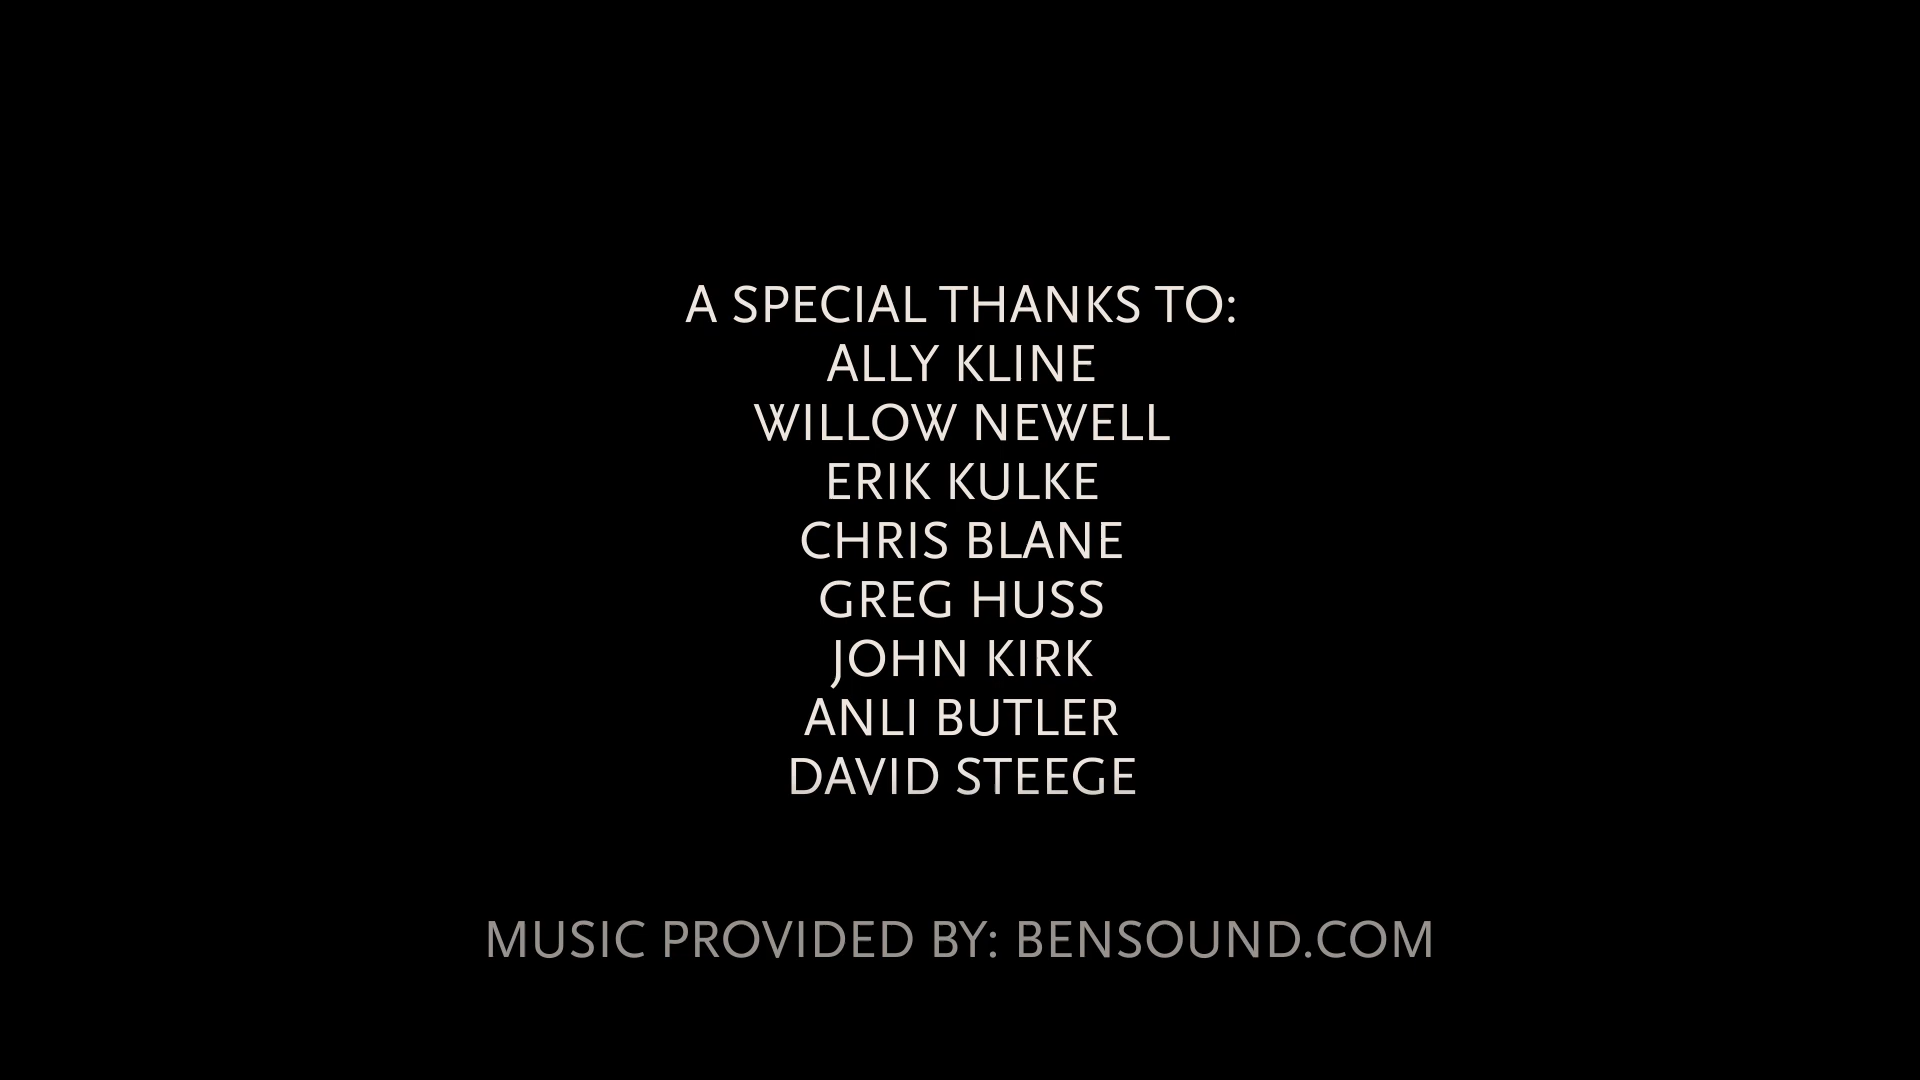 A SPECIAL THANKS TO:
ALLY KLINE
WILLOW NEWELL
ERIK KULKE
CHRIS BLANE
GREG HUSS
JOHN KIRK
ANLI BUTLER
DAVID STEEGE
MUSIC PROVIDED BY: BENSOUND.COM